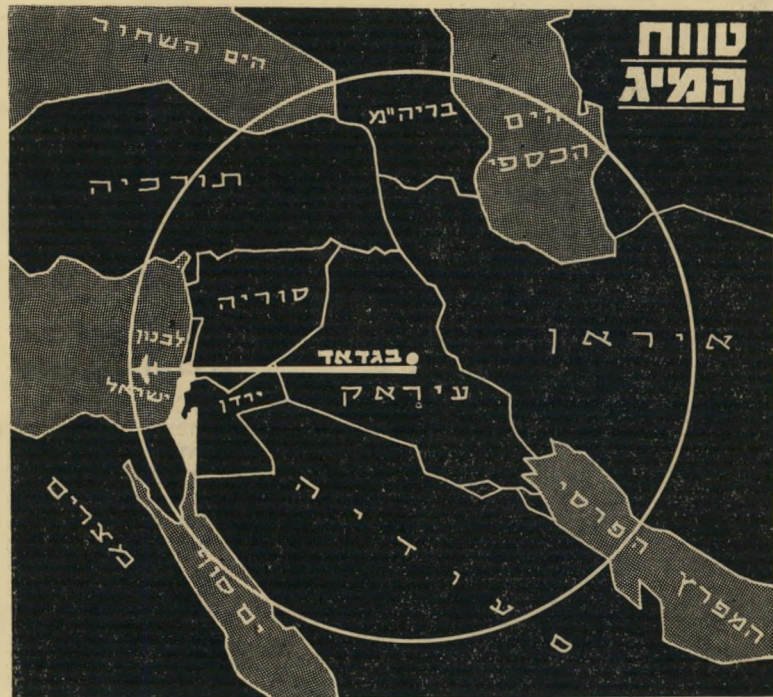 טווח
המיג
הים השחור
בריה"מ
הים
הכספי
תורכיה
סוריה
לבנון
בגדאד
איראן
ישראל
ירדן
עיראק
מצרים
ים סוף
סעודיה
המפרץ הפרסי